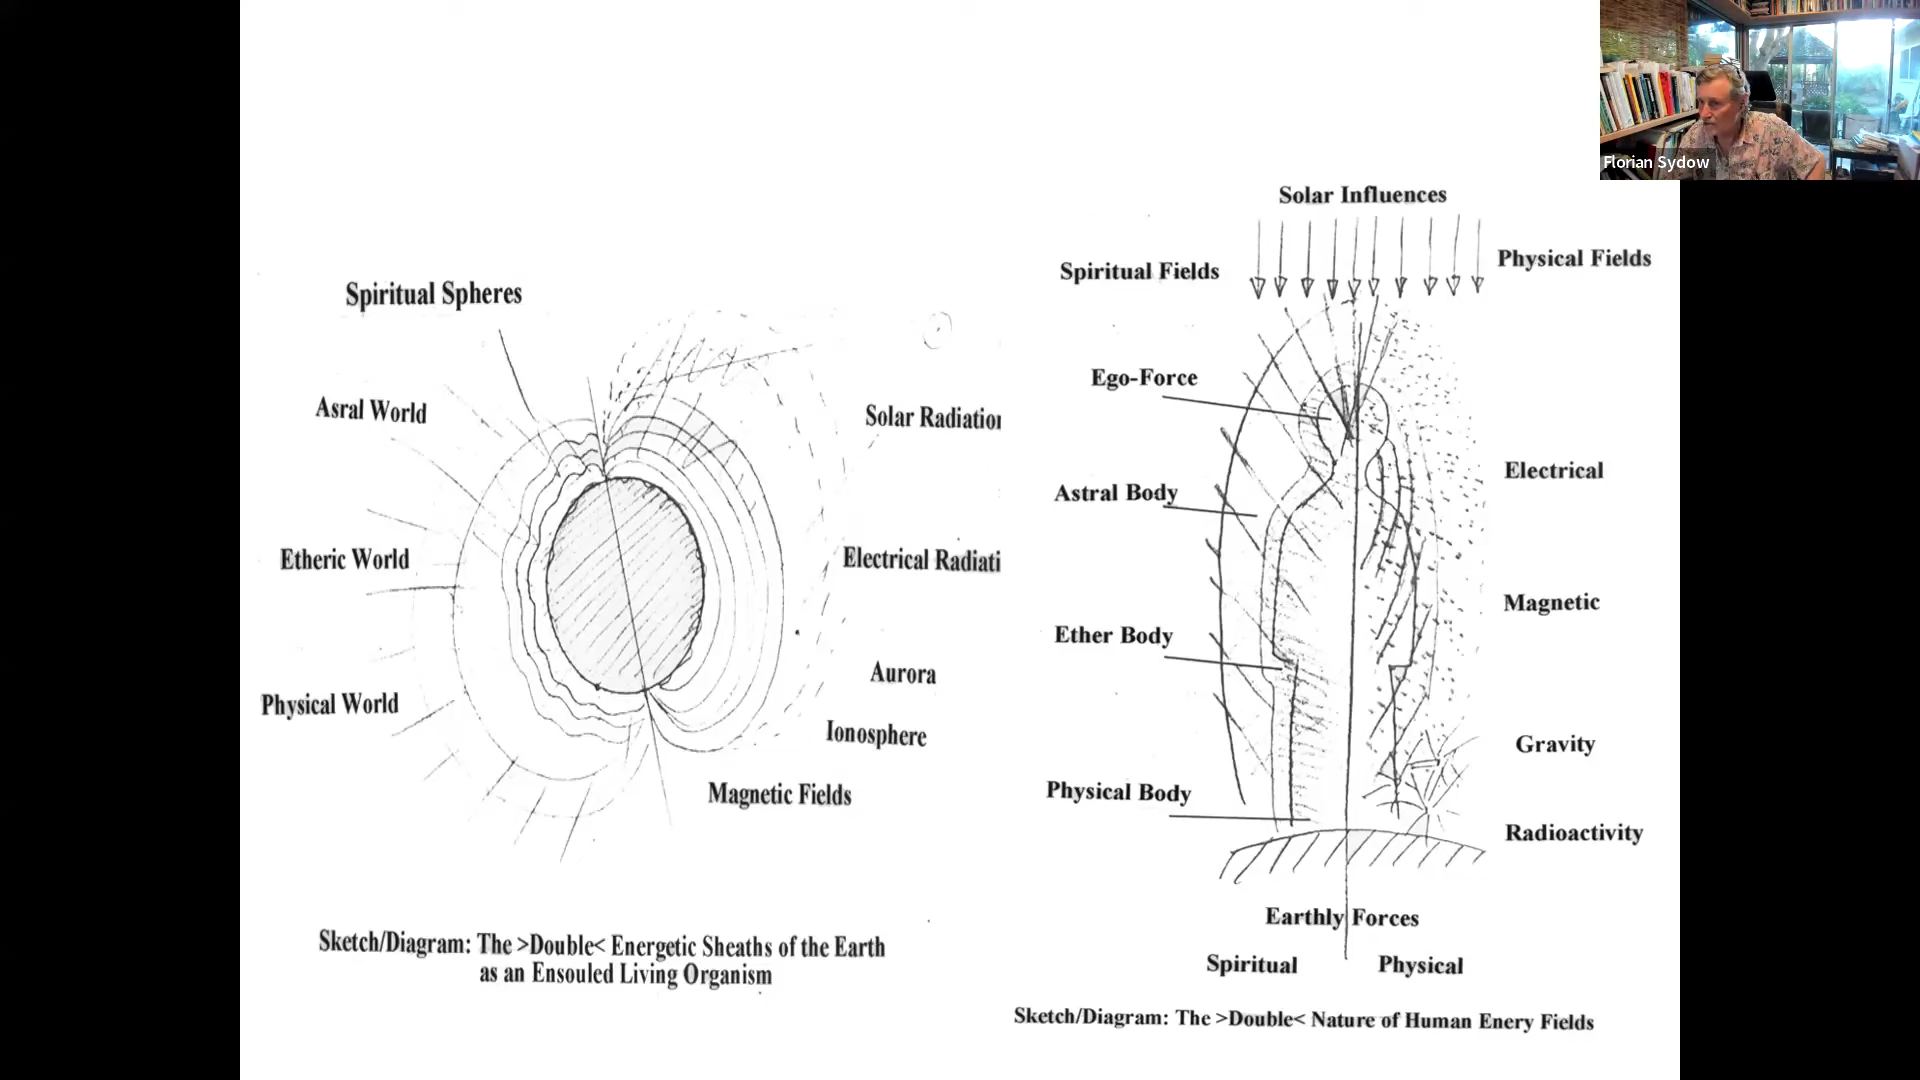 Florian Sydow
Spiritual Spheres
Asral World
Etheric World
Physical World
Solar Radiation
Electrical Radiati
Aurora
Ionosphere
Magnetic Fields
Sketch/Diagram: The >Double< Energetic Sheaths of the Earth
as an Ensouled Living Organism
Solar Influences
Spiritual Fields
Physical Fields
Ego-Force
Astral Body
Ether Body
Physical Body
Electrical
Magnetic
Gravity
Radioactivity
Earthly Forces
Spiritual Physical
Sketch/Diagram: The >Double< Nature of Human Enery Fields